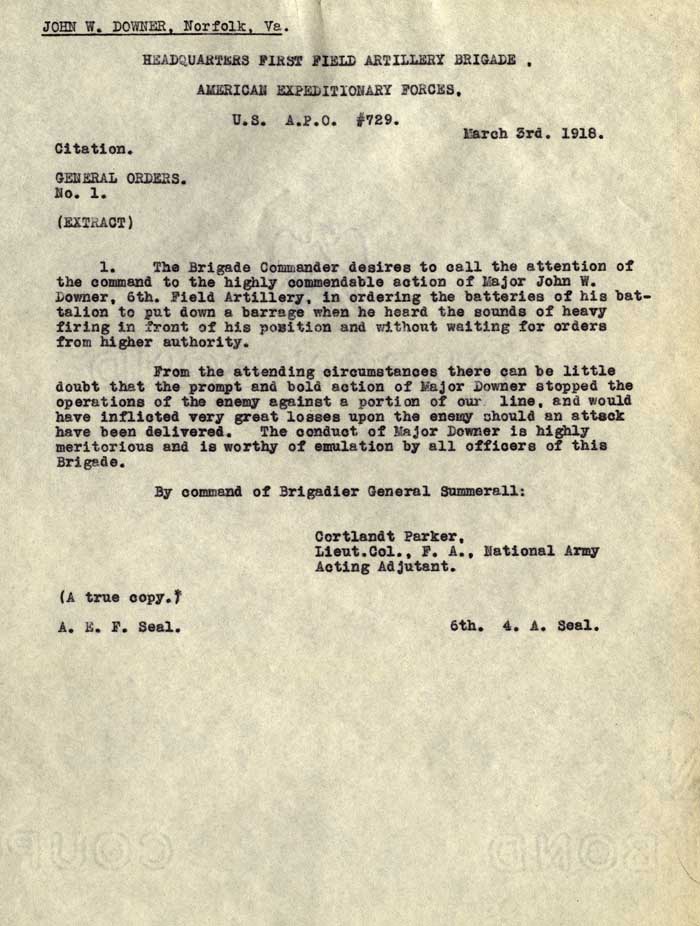 JOHN W. DOWNER, Norfolk, Va.
HEADQUARTERS FIRST FIELD ARTILLERY BRIGADE .
AMERICAN EXPEDITIONARY FORCES.
U.S. A.P.O. #729.
March 3rd. 1918.
Citation.
GENERAL ORDERS.
No. 1.
(EXTRACT)
1. The Brigade Commander desires to call the attention of
the command to the highly commendable action of Major John W.
Downer, 6th. Field Artillery, in ordering the batteries of his bat-
talion to put down a barrage when he heard the sounds of heavy
firing in front of his position and without waiting for orders
from higher authority.
From the attending circumstances there can be little
doubt that the prompt and bold action of Major Downer stopped the
operations of the enemy against a portion of our line, and would
have inflicted very great losses upon the enemy should an attack
have been delivered. The conduct of Major Downer is highly
meritorious and is worthy of emulation by all officers of this
Brigade.
By command of Brigadier General Summerall:
Cortlandt Parker,
Lieut.Col., F. A., National Army
Acting Adjutant.
(A true copy.)
A. E. F. Seal.
6th. 4. A. Seal.
BOND
COUP